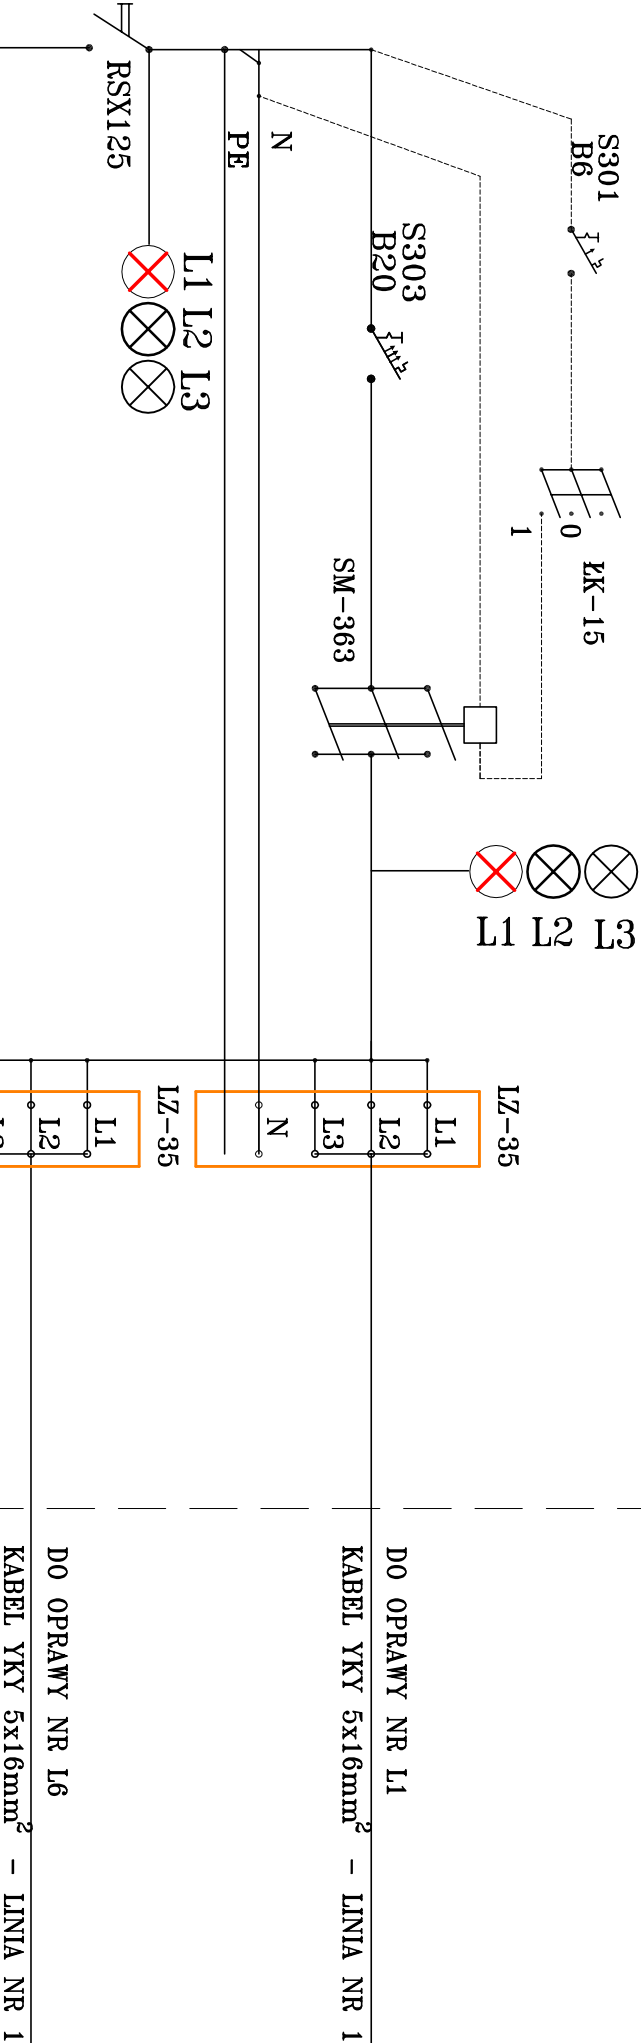 S301
B6
RSX125
N
PE
S303
B20
L1 L2 L3
0
1
ŁK-15
SM-363
L1 L2 L3
LZ-35
L1
L2
L3
N
LZ-35
L1
L2
DO OPRAWY NR L1
KABEL YKY 5x16mm² - LINIA NR 1
DO OPRAWY NR L6
KABEL YKY 5x16mm² - LINIA NR 1